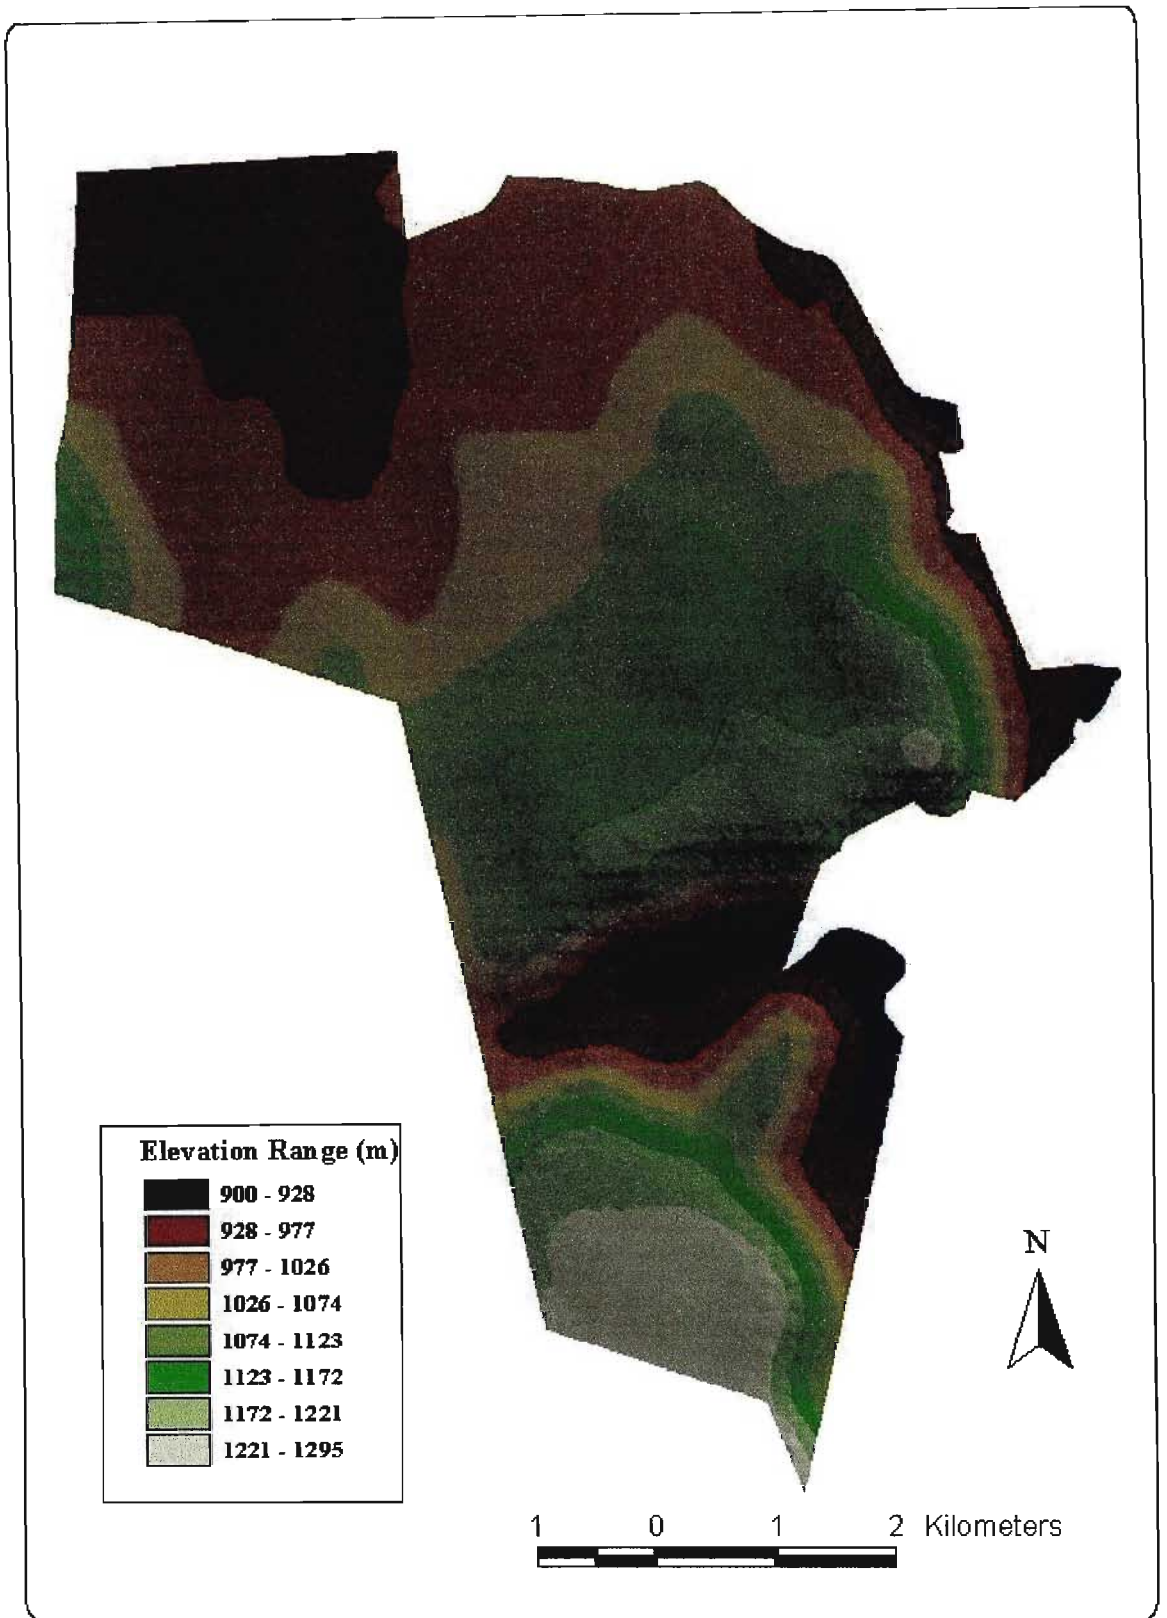 Elevation Range (m)
900 - 928
928 - 977
977 - 1026
1026 - 1074
1074 - 1123
1123 - 1172
1172 - 1221
1221 - 1295
N
1 0 1 2 Kilometers